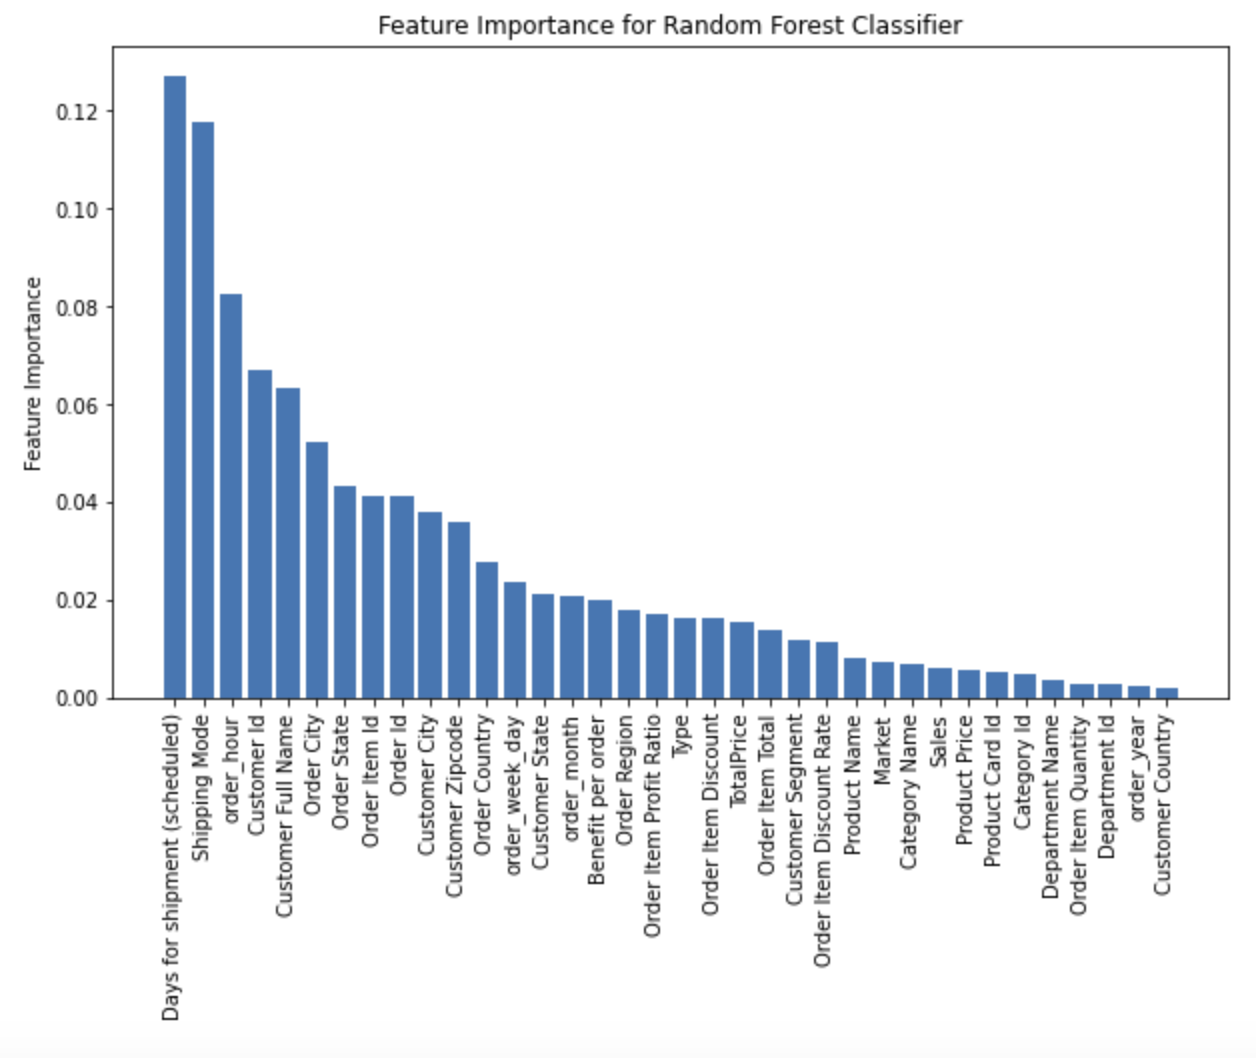 Feature Importance for Random Forest Classifier
0.12
0.10
0.08
0.06
0.04
0.02
0.00
Feature Importance
Days for shipment (scheduled)
Shipping Mode
order_hour
Customer Id
Customer Full Name
Order City
Order State
Order Item Id
Order Id
Customer City
Customer Zipcode
Order Country
order_week_day
Customer State
order_month
Benefit per order
Order Region
Order Item Profit Ratio
Type
Order Item Discount
TotalPrice
Order Item Total
Customer Segment
Order Item Discount Rate
Product Name
Market
Category Name
Sales
Product Price
Product Card Id
Category Id
Department Name
Order Item Quantity
Department Id
order_year
Customer Country